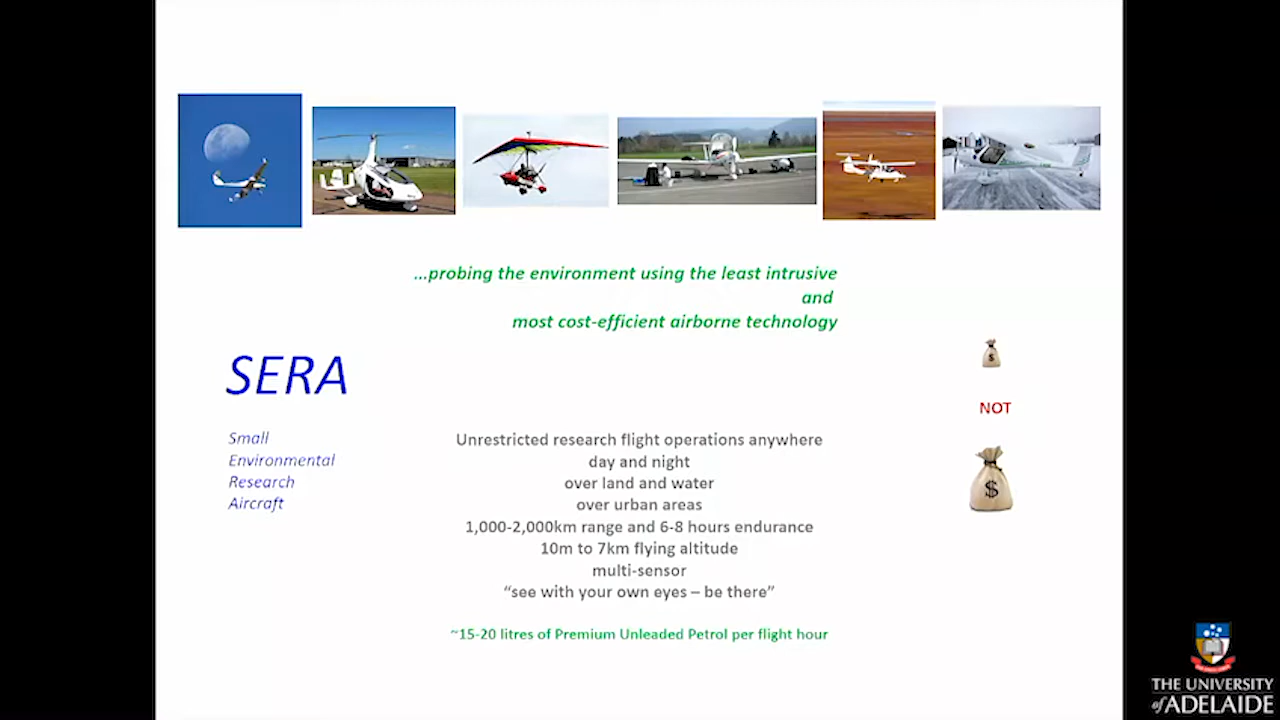 ...probing the environment using the least intrusive
and
most cost-efficient airborne technology
SERA
Small
Environmental
Research
Aircraft
Unrestricted research flight operations anywhere
day and night
over land and water
over urban areas
1,000-2,000km range and 6-8 hours endurance
10m to 7km flying altitude
multi-sensor
“see with your own eyes – be there”
~15-20 litres of Premium Unleaded Petrol per flight hour
$
NOT
$
THE UNIVERSITY
of ADELAIDE